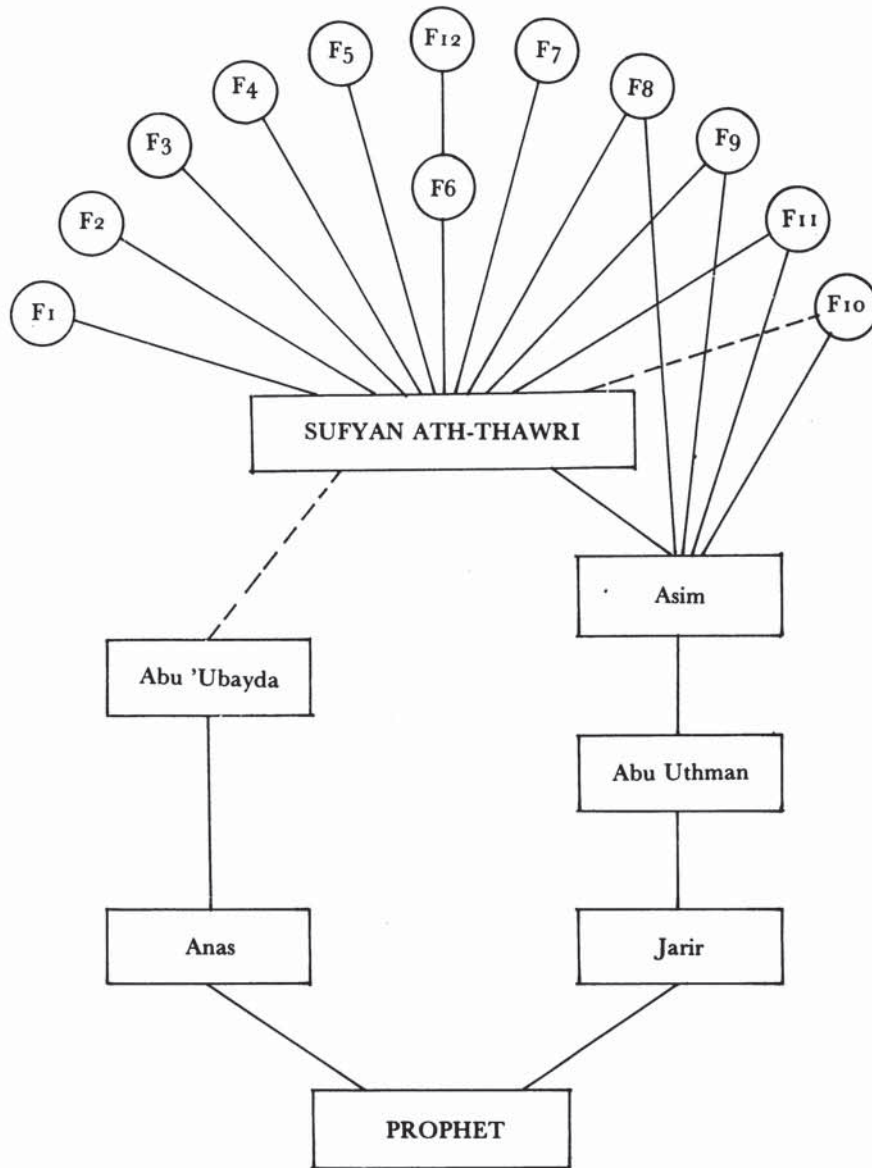 F12
F5
F7
F4
F8
F3
F9
F6
F2
F11
F1
F10
SUFYAN ATH-THAWRI
Asim
Abu 'Ubayda
Abu Uthman
Anas
Jarir
PROPHET